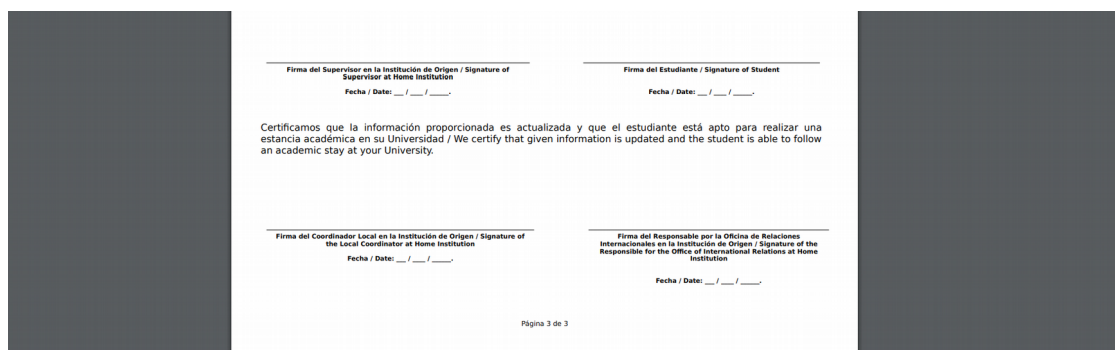 Firma del Supervisor en la Institución de Origen / Signature of
Supervisor at Home Institution
Fecha / Date: __ / ___ / _____.
Firma del Estudiante / Signature of Student
Fecha / Date: __ / ___ / _____.
Certificamos que la información proporcionada es actualizada y que el estudiante está apto para realizar una
estancia académica en su Universidad / We certify that given information is updated and the student is able to follow
an academic stay at your University.
Firma del Coordinador Local en la Institución de Origen / Signature of
the Local Coordinator at Home Institution
Fecha / Date: __ / ___ / _____.
Firma del Responsable por la Oficina de Relaciones
Internacionales en la Institución de Origen / Signature of the
Responsible for the Office of International Relations at Home
Institution
Fecha / Date: __ / ___ / _____.
Página 3 de 3